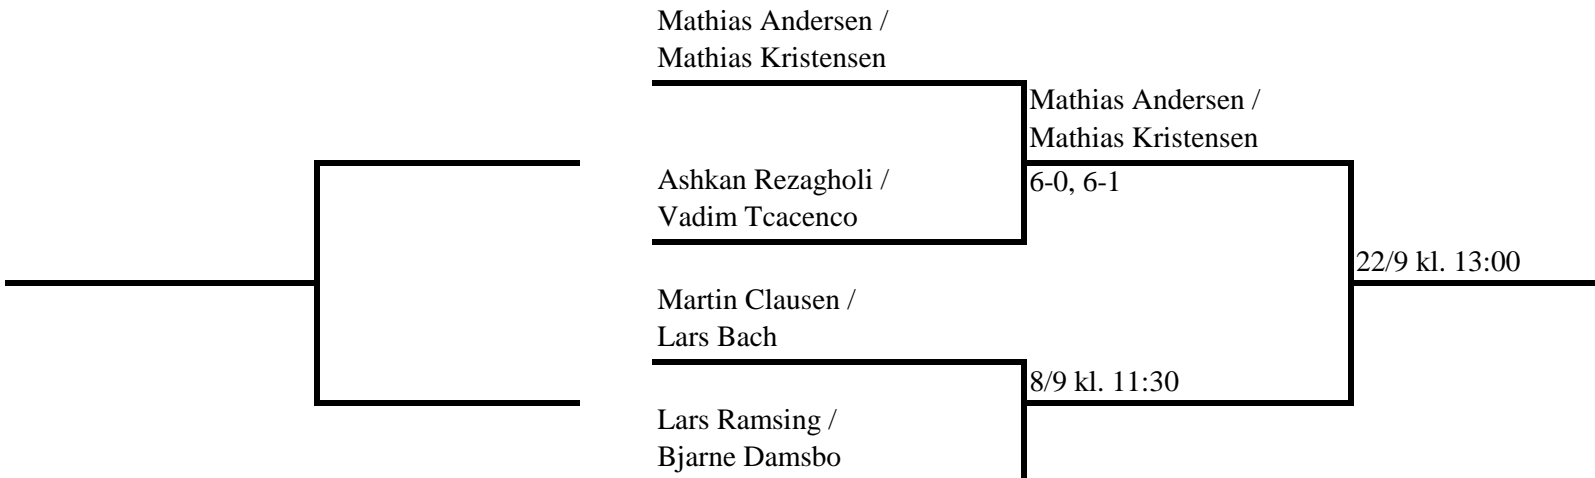 Mathias Andersen /
Mathias Kristensen
Mathias Andersen /
Mathias Kristensen
Ashkan Rezagholi /
Vadim Tcacenco
6-0, 6-1
22/9 kl. 13:00
Martin Clausen /
Lars Bach
8/9 kl. 11:30
Lars Ramsing /
Bjarne Damsbo